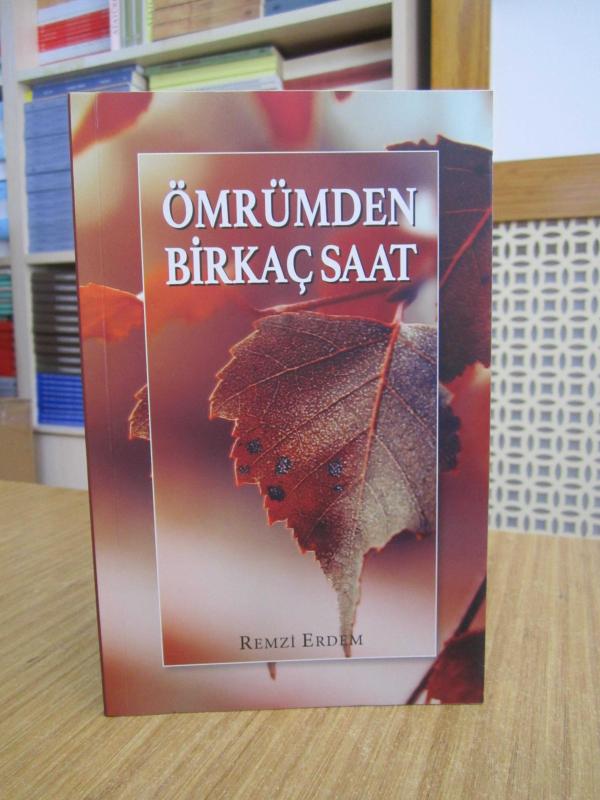 ÖMRÜMDEN
BİRKAÇ SAAT
REMZİ ERDEM